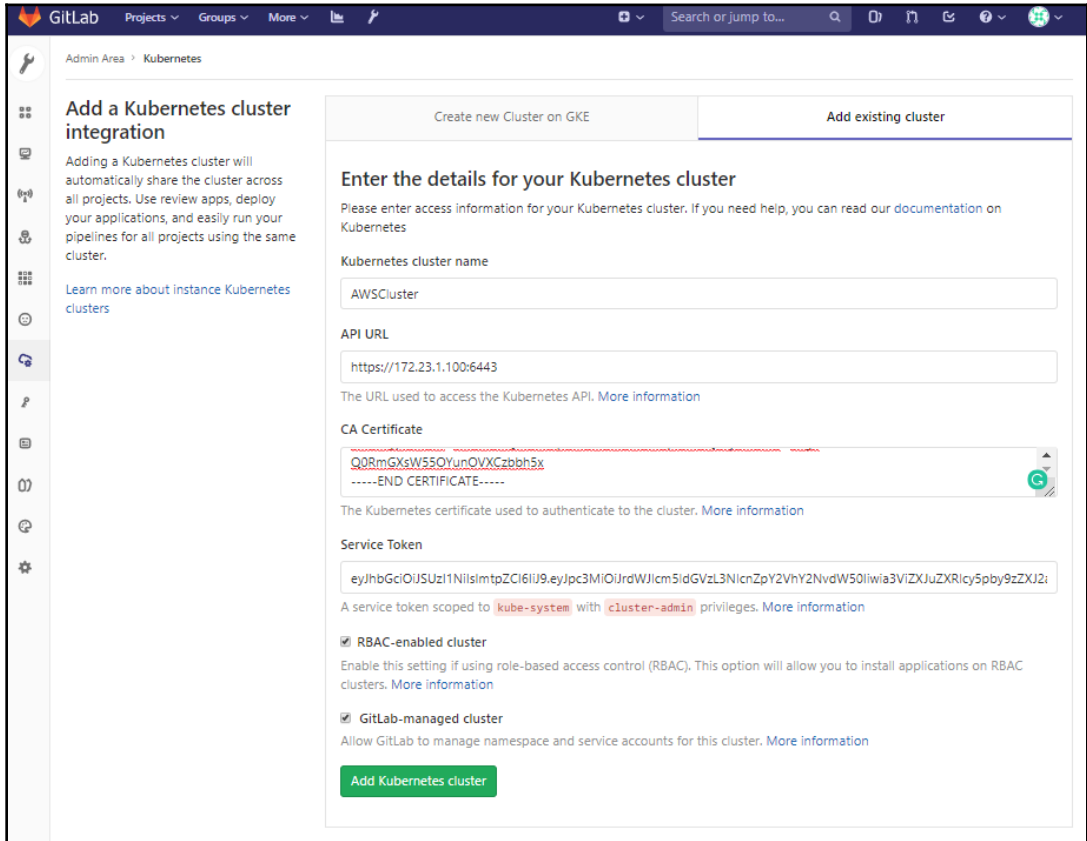 GitLab Projects Groups More Search or jump to...
Admin Area > Kubernetes
Add a Kubernetes cluster
integration
Adding a Kubernetes cluster will
automatically share the cluster across
all projects. Use review apps, deploy
your applications, and easily run your
pipelines for all projects using the same
cluster.
Learn more about instance Kubernetes
clusters
Create new Cluster on GKE
Add existing cluster
Enter the details for your Kubernetes cluster
Please enter access information for your Kubernetes cluster. If you need help, you can read our documentation on
Kubernetes
Kubernetes cluster name
AWSCluster
API URL
https://172.23.1.100:6443
The URL used to access the Kubernetes API. More information
CA Certificate
Q0RmGXsW55OYunOVXCzbbh5x
-----END CERTIFICATE-----
The Kubernetes certificate used to authenticate to the cluster. More information
Service Token
A service token scoped to kube-system with cluster-admin privileges. More information
RBAC-enabled cluster
Enable this setting if using role-based access control (RBAC). This option will allow you to install applications on RBAC
clusters. More information
GitLab-managed cluster
Allow GitLab to manage namespace and service accounts for this cluster. More information
Add Kubernetes cluster